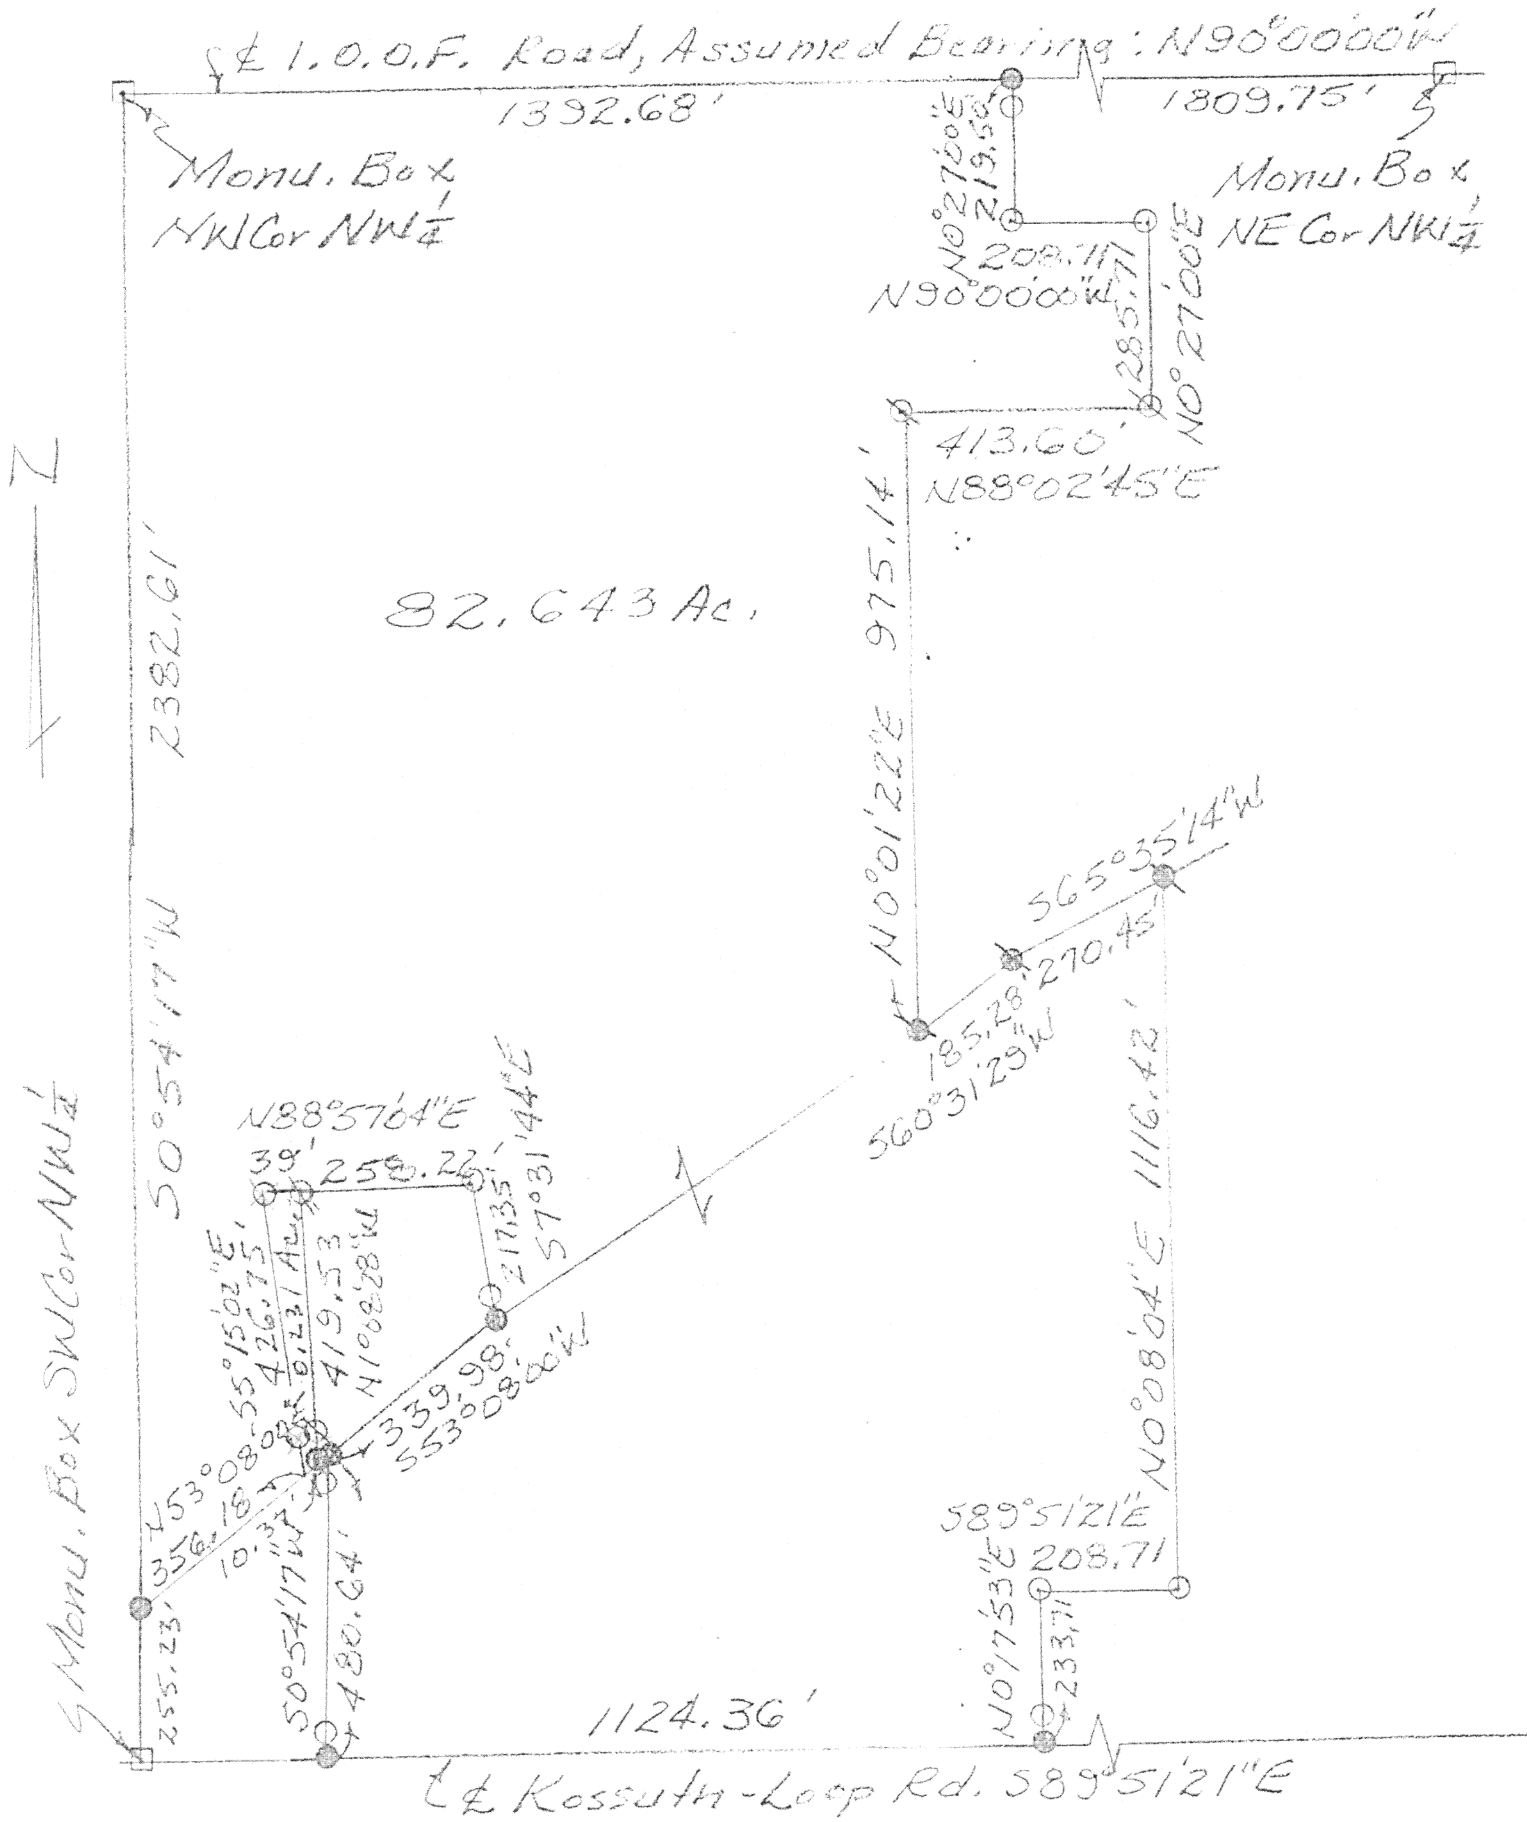 ℄ I.O.O.F. Road, Assumed Bearing: N90°00'00"W
1392.68'
1809.75'
Monu. Box
NW Cor NW¼
Monu. Box
NE Cor NW¼
N0°27'00"E
219.50'
208.71'
N90°00'00"W
285.71
N0°27'00"E
413.60'
N88°02'45"E
N0°01'22"E 975.14'
Z
82.643 Ac.
S0°54'17"W 2382.61'
S65°35'14"W
270.45'
185.28'
S60°31'29"W
N0°08'04"E 1116.42'
N88°57'04"E
39'
258.22'
217.35'
S7°31'44"E
S5°15'02"E
426.75'
0.231 Ac.
419.53
N1°08'28"W
339.98'
S53°08'00"W
N53°08'02"
356.18
10.37'
S0°54'17"W
480.64'
255.23'
Monu. Box SW Cor NW¼
S89°51'21"E
208.71
N0°17'53"E
233.71
1124.36'
℄ Kossuth-Loop Rd. S89°51'21"E